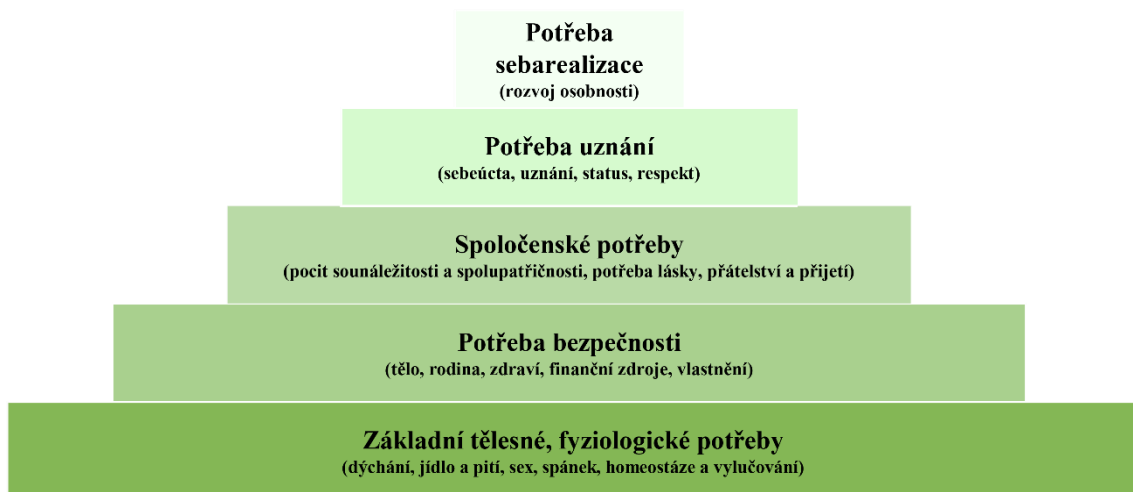 Potřeba
sebarealizace
(rozvoj osobnosti)
Potřeba uznání
(sebeúcta, uznání, status, respekt)
Spoločenské potřeby
(pocit sounáležitosti a spolupatřičnosti, potřeba lásky, přátelství a přijetí)
Potřeba bezpečnosti
(tělo, rodina, zdraví, finanční zdroje, vlastnění)
Základní tělesné, fyziologické potřeby
(dýchání, jídlo a pití, sex, spánek, homeostáze a vylučování)